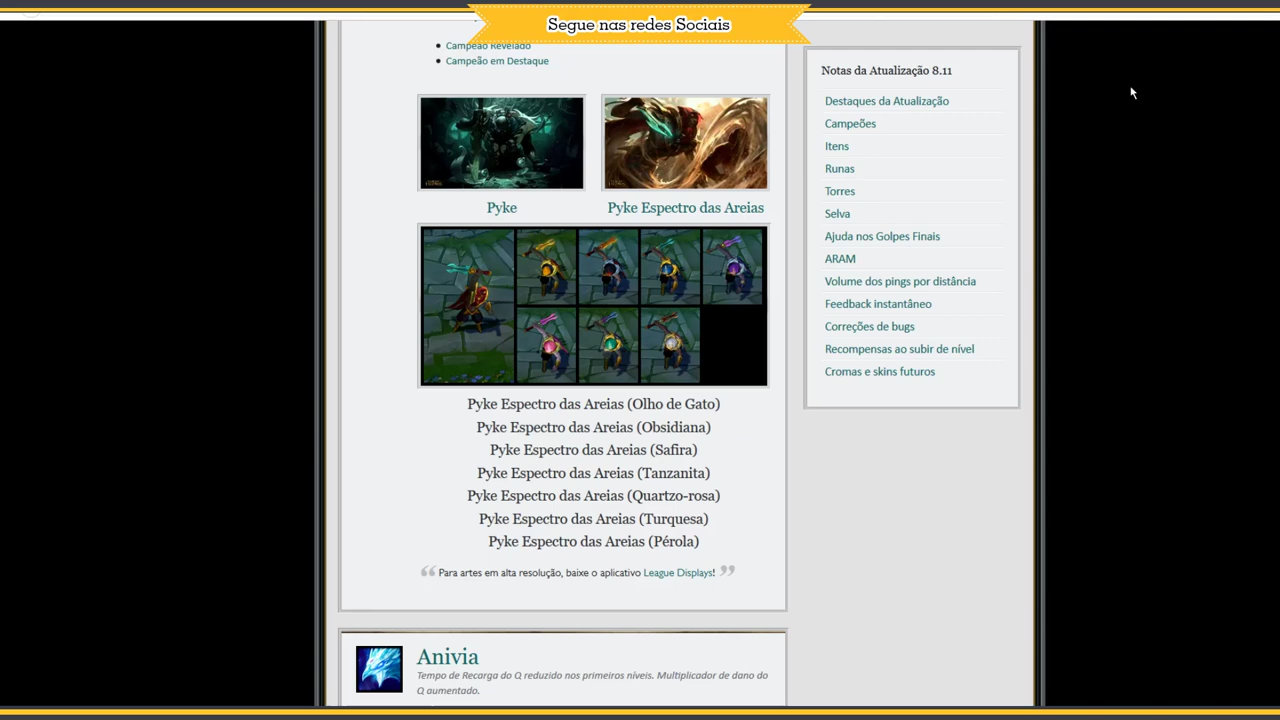 Segue nas redes Sociais
Campeão Revelado
Campeão em Destaque
Pyke
Pyke Espectro das Areias
Pyke Espectro das Areias (Olho de Gato)
Pyke Espectro das Areias (Obsidiana)
Pyke Espectro das Areias (Safira)
Pyke Espectro das Areias (Tanzanita)
Pyke Espectro das Areias (Quartzo-rosa)
Pyke Espectro das Areias (Turquesa)
Pyke Espectro das Areias (Pérola)
“ Para artes em alta resolução, baixe o aplicativo League Displays! ”
Anivia
Tempo de Recarga do Q reduzido nos primeiros níveis. Multiplicador de dano do
Q aumentado.
Notas da Atualização 8.11
Destaques da Atualização
Campeões
Itens
Runas
Torres
Selva
Ajuda nos Golpes Finais
ARAM
Volume dos pings por distância
Feedback instantâneo
Correções de bugs
Recompensas ao subir de nível
Cromas e skins futuros